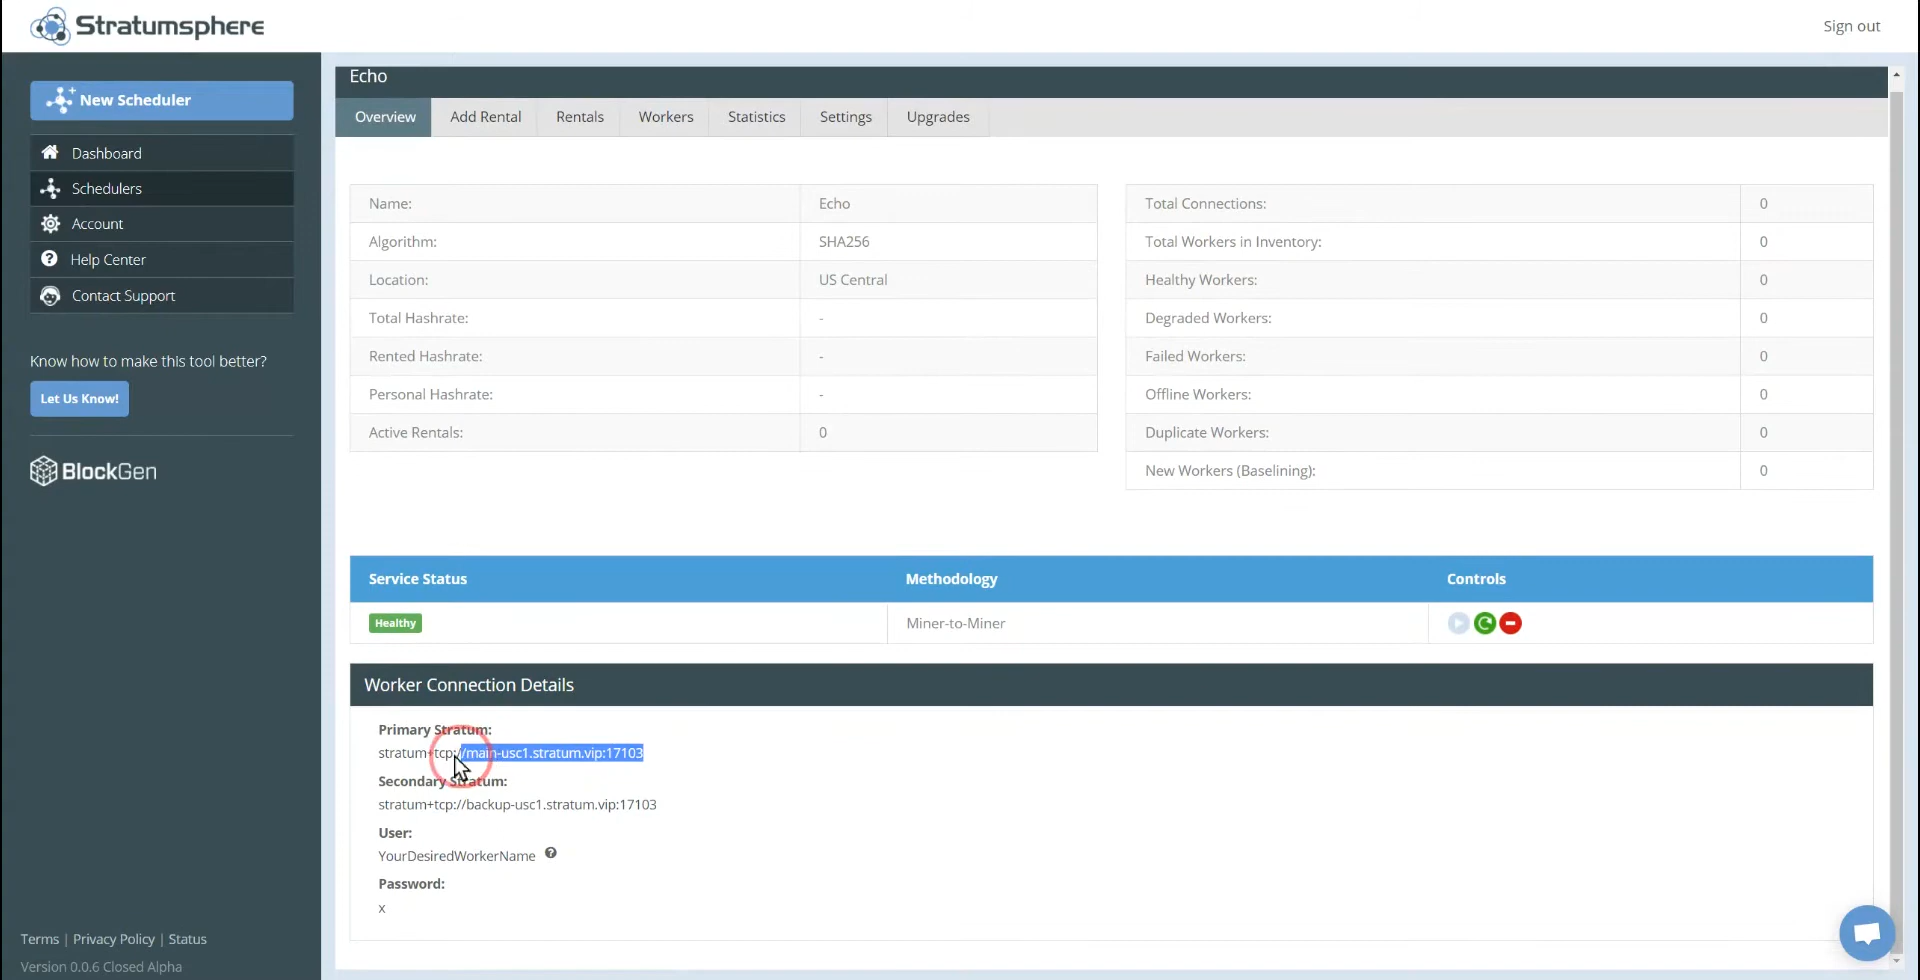 Stratumsphere
Sign out
New Scheduler
Dashboard
Schedulers
Account
Help Center
Contact Support
Know how to make this tool better?
Let Us Know!
BlockGen
Terms | Privacy Policy | Status
Version 0.0.6 Closed Alpha
Echo
Overview Add Rental Rentals Workers Statistics Settings Upgrades
Name: Echo
Algorithm: SHA256
Location: US Central
Total Hashrate: -
Rented Hashrate: -
Personal Hashrate: -
Active Rentals: 0
Total Connections: 0
Total Workers in Inventory: 0
Healthy Workers: 0
Degraded Workers: 0
Failed Workers: 0
Offline Workers: 0
Duplicate Workers: 0
New Workers (Baselining): 0
Service Status Methodology Controls
Healthy Miner-to-Miner
Worker Connection Details
Primary Stratum:
stratum+tcp://main-usc1.stratum.vip:17103
Secondary Stratum:
stratum+tcp://backup-usc1.stratum.vip:17103
User:
YourDesiredWorkerName
Password:
x